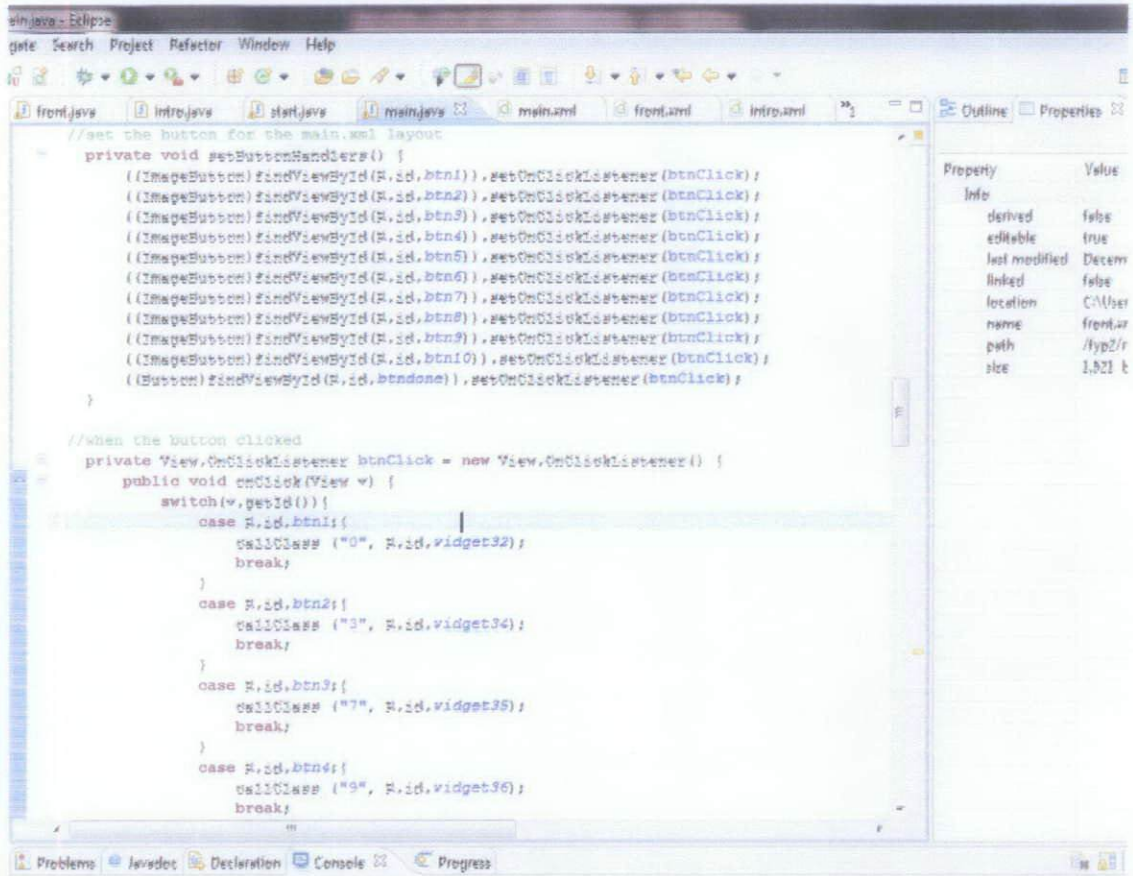 ain.java - Eclipse
gate Search Project Refactor Window Help
front.java intro.java start.java main.java main.xml front.xml intro.xml
Outline Properties
//set the button for the main.xml layout
private void setButtonHandlers() {
((ImageButton)findViewById(R.id.btn1)).setOnClickListener(btnClick);
((ImageButton)findViewById(R.id.btn2)).setOnClickListener(btnClick);
((ImageButton)findViewById(R.id.btn3)).setOnClickListener(btnClick);
((ImageButton)findViewById(R.id.btn4)).setOnClickListener(btnClick);
((ImageButton)findViewById(R.id.btn5)).setOnClickListener(btnClick);
((ImageButton)findViewById(R.id.btn6)).setOnClickListener(btnClick);
((ImageButton)findViewById(R.id.btn7)).setOnClickListener(btnClick);
((ImageButton)findViewById(R.id.btn8)).setOnClickListener(btnClick);
((ImageButton)findViewById(R.id.btn9)).setOnClickListener(btnClick);
((ImageButton)findViewById(R.id.btn10)).setOnClickListener(btnClick);
((Button)findViewById(R.id.btndone)).setOnClickListener(btnClick);
}
//when the button clicked
private View.OnClickListener btnClick = new View.OnClickListener() {
public void onClick(View v) {
switch(v.getId()){
case R.id.btn1:{
callClass ("0", R.id.widget32);
break;
}
case R.id.btn2:{
callClass ("3", R.id.widget34);
break;
}
case R.id.btn3:{
callClass ("7", R.id.widget35);
break;
}
case R.id.btn4:{
callClass ("9", R.id.widget36);
break;
Property Value
Info
derived false
editable true
last modified Decem
linked false
location C:\User
name front.
path /fyp2/r
size 1,521 b
Problems Javadoc Declaration Console Progress